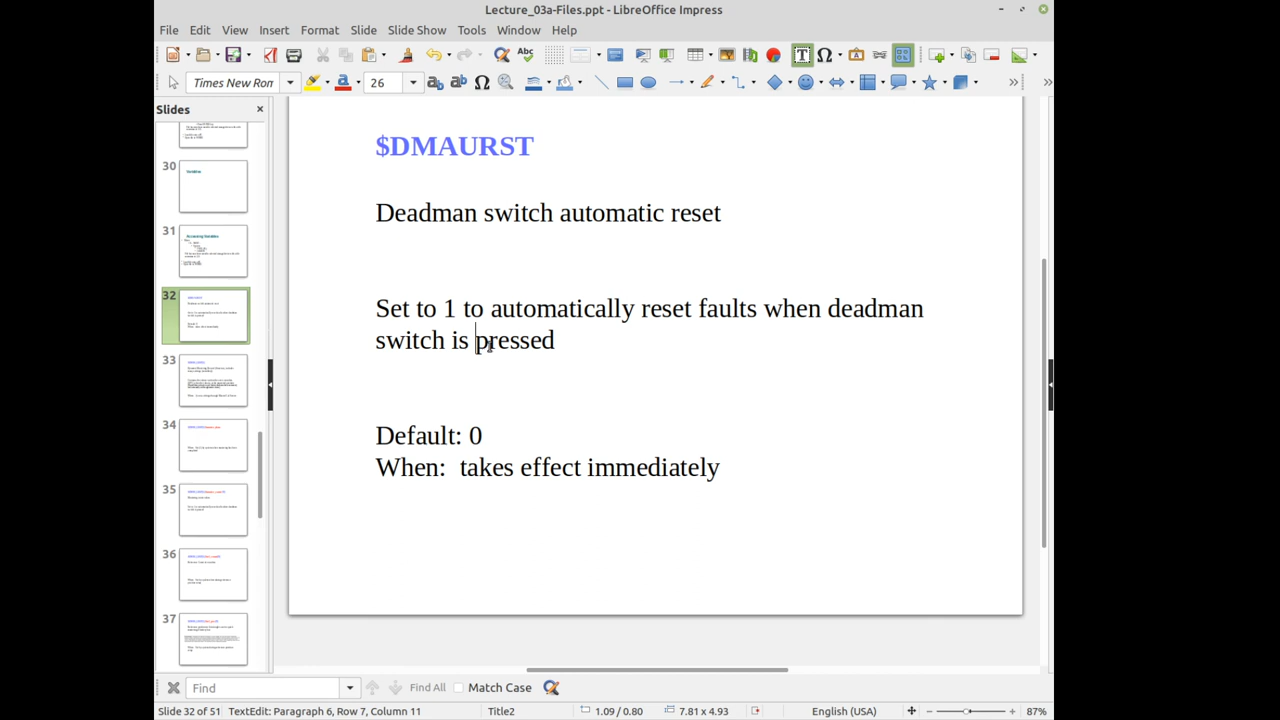 Lecture_03a-Files.ppt - LibreOffice Impress
File Edit View Insert Format Slide Slide Show Tools Window Help
Times New Ron 26
Slides
30
31
32
33
34
35
36
37
$DMAURST
Deadman switch automatic reset
Set to 1 to automatically reset faults when deadman
switch is pressed
Default: 0
When: takes effect immediately
Find Find All Match Case
Slide 32 of 51 TextEdit: Paragraph 6, Row 7, Column 11 Title2 1.09 / 0.80 7.81 x 4.93 English (USA) 87%